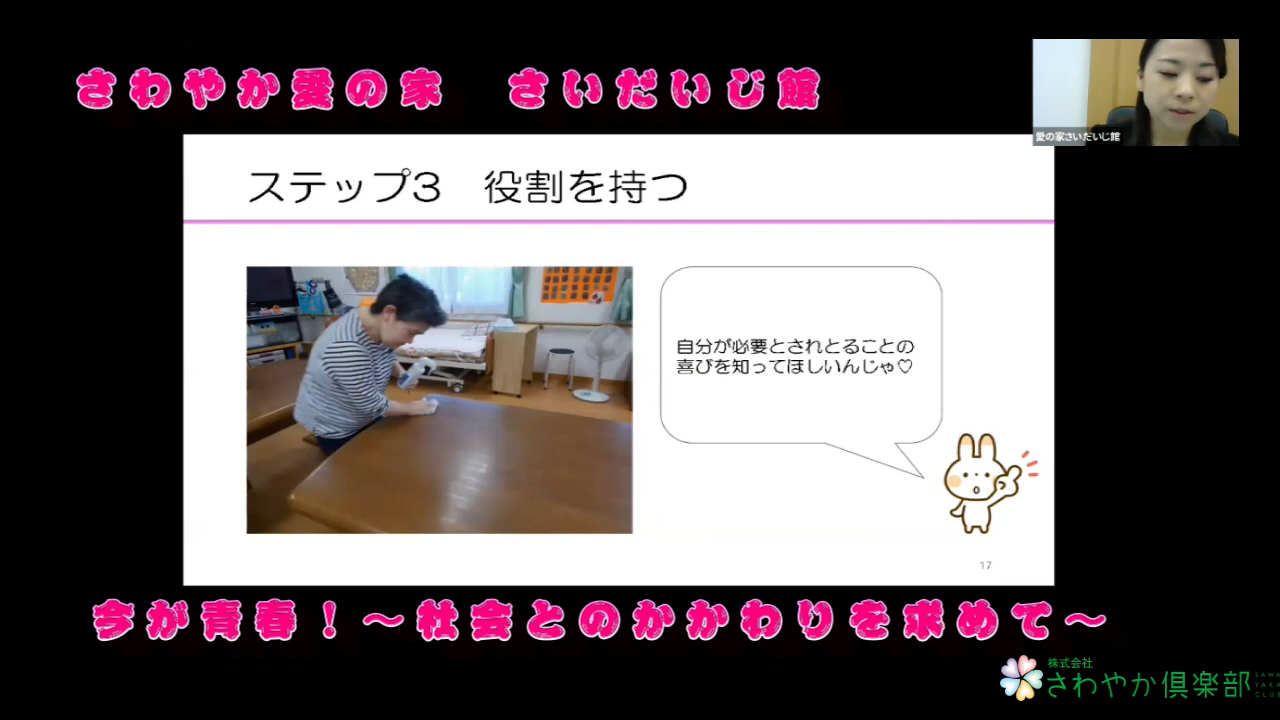 さわやか愛の家 さいだいじ館
愛の家さいだいじ館
ステップ3 役割を持つ
自分が必要とされとることの
喜びを知ってほしいんじゃ♡
17
今が青春！～社会とのかかわりを求めて～
株式会社
さわやか倶楽部